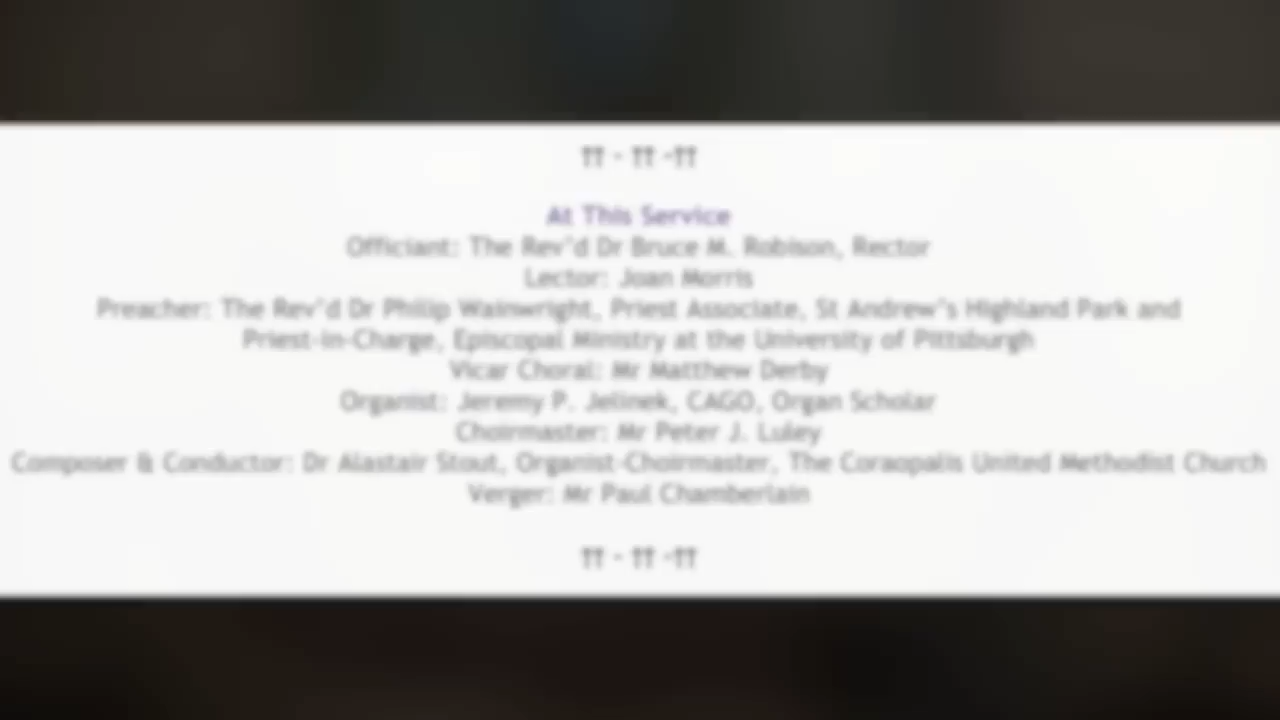 †† - †† -††
At This Service
Officiant: The Rev'd Dr Bruce M. Robison, Rector
Lector: Joan Morris
Preacher: The Rev'd Dr Philip Wainwright, Priest Associate, St Andrew's Highland Park and
Priest-in-Charge, Episcopal Ministry at the University of Pittsburgh
Vicar Choral: Mr Matthew Derby
Organist: Jeremy P. Jelinek, CAGO, Organ Scholar
Choirmaster: Mr Peter J. Luley
Composer & Conductor: Dr Alastair Stout, Organist-Choirmaster, The Coraopalis United Methodist Church
Verger: Mr Paul Chamberlain
†† - †† -††